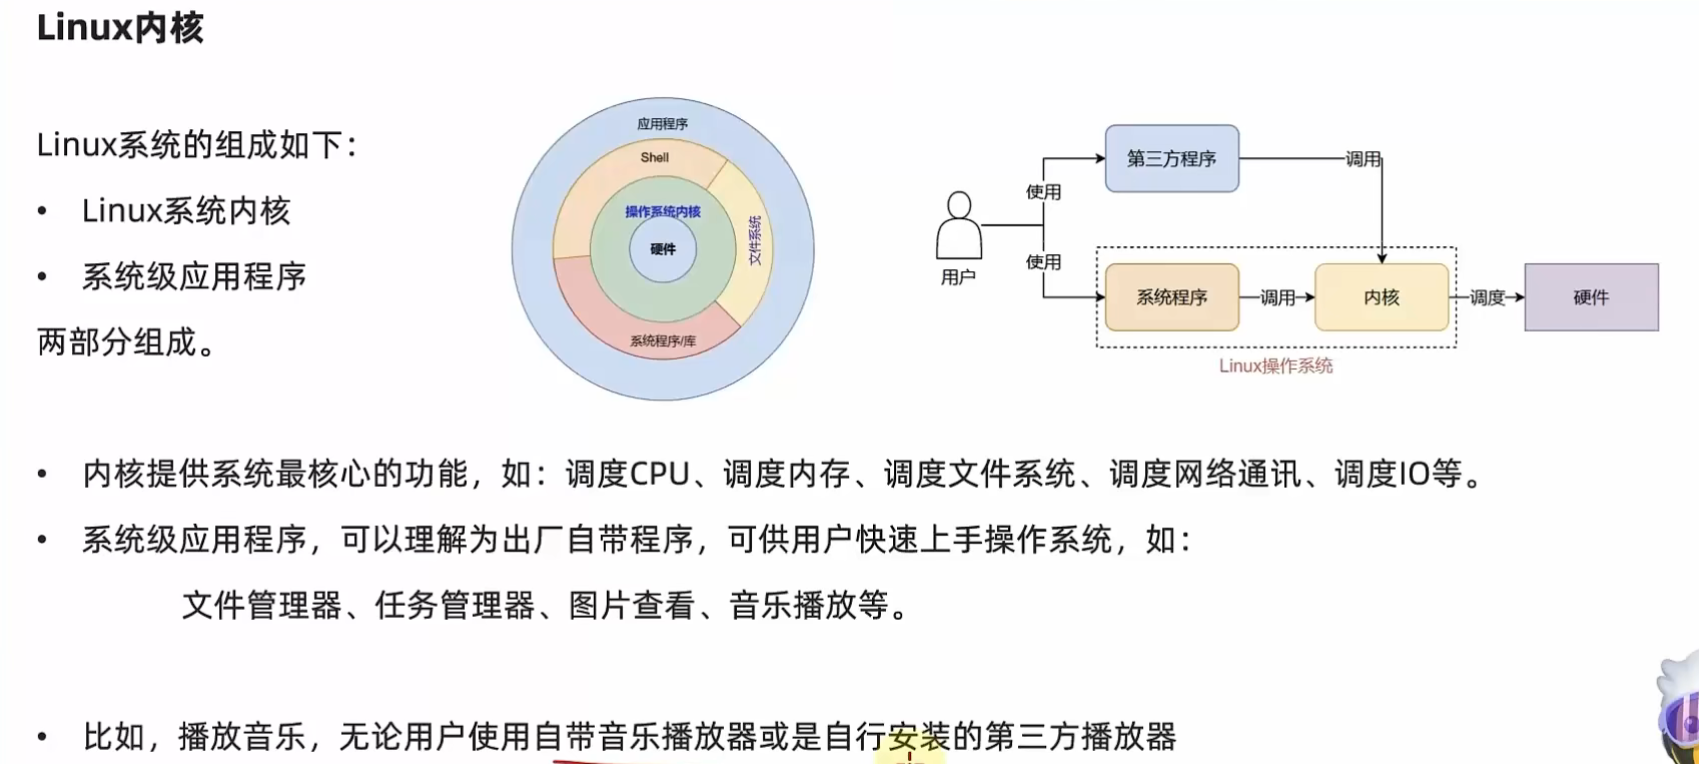 Linux内核
Linux系统的组成如下：
• Linux系统内核
• 系统级应用程序
两部分组成。
应用程序
Shell
操作系统内核
硬件
文件系统
系统程序/库
用户
使用
使用
第三方程序
调用
系统程序
调用
内核
调度
硬件
Linux操作系统
• 内核提供系统最核心的功能，如：调度CPU、调度内存、调度文件系统、调度网络通讯、调度IO等。
• 系统级应用程序，可以理解为出厂自带程序，可供用户快速上手操作系统，如：
文件管理器、任务管理器、图片查看、音乐播放等。
• 比如，播放音乐，无论用户使用自带音乐播放器或是自行安装的第三方播放器